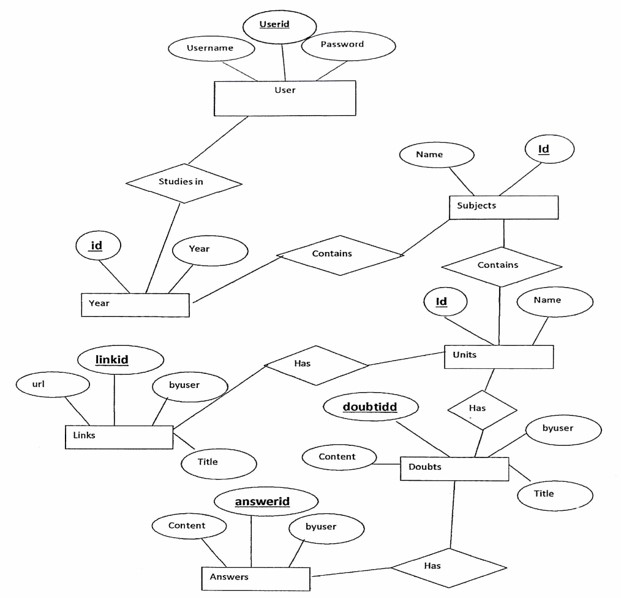 Userid
Username
Password
User
Studies in
Name
Id
Subjects
id
Year
Contains
Contains
Year
Id
Name
linkid
url
byuser
Has
Units
Links
Title
doubtidd
Has
byuser
Content
Doubts
Title
answerid
Content
byuser
Answers
Has